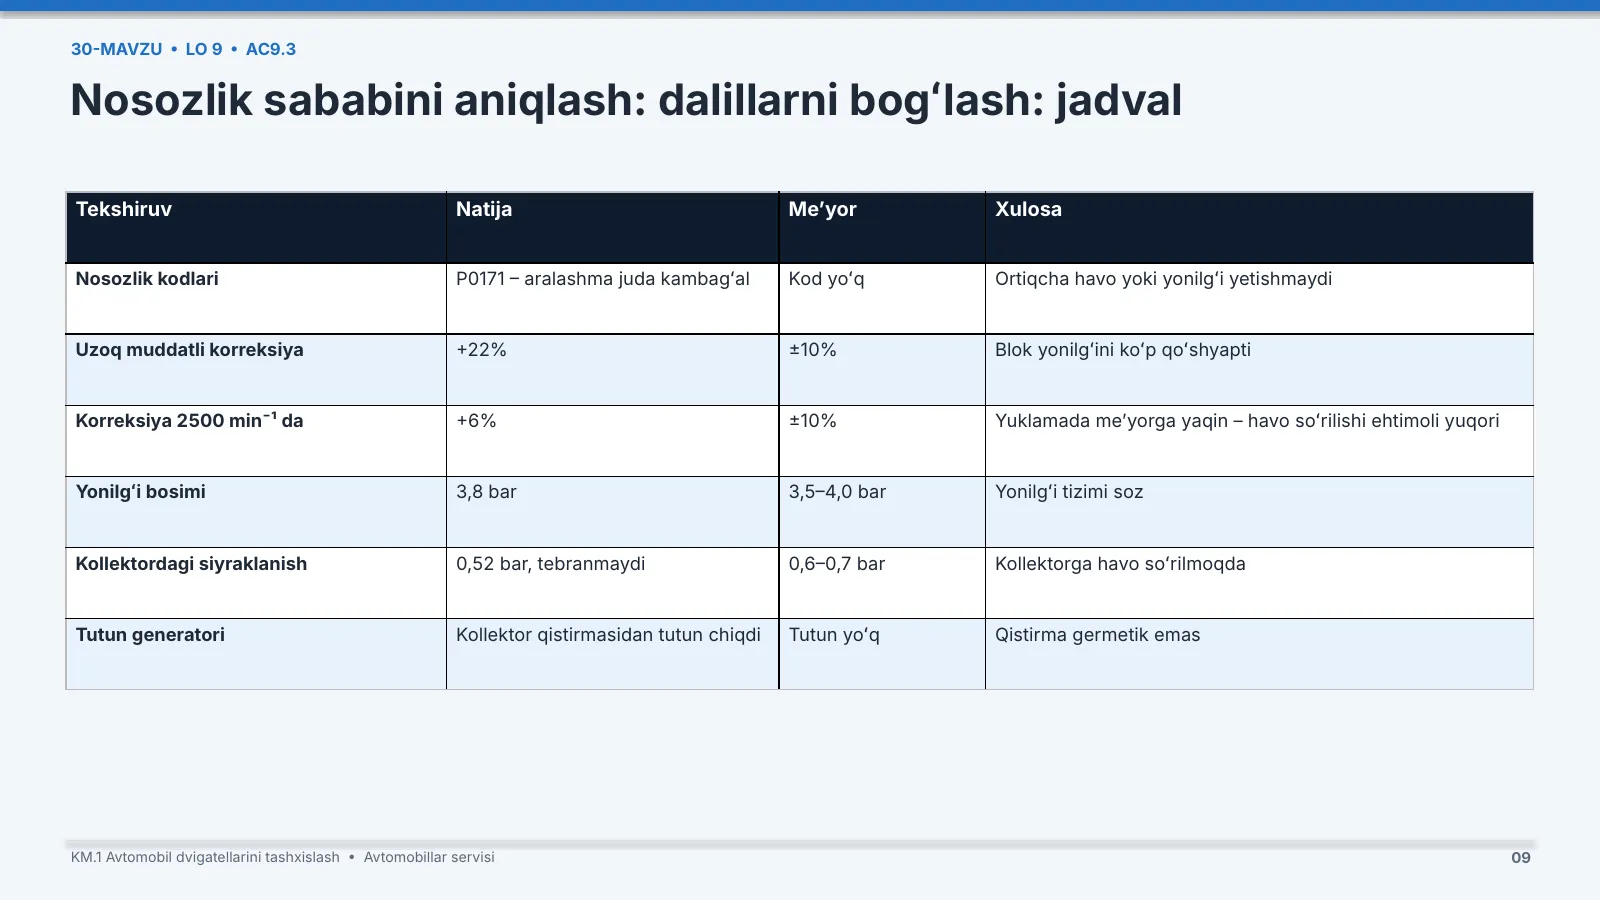 30-MAVZU • LO 9 • AC9.3
Nosozlik sababini aniqlash: dalillarni bogʻlash: jadval
Tekshiruv Natija Meʼyor Xulosa
Nosozlik kodlari P0171 – aralashma juda kambagʻal Kod yoʻq Ortiqcha havo yoki yonilgʻi yetishmaydi
Uzoq muddatli korreksiya +22% ±10% Blok yonilgʻini koʻp qoʻshyapti
Korreksiya 2500 min⁻¹ da +6% ±10% Yuklamada meʼyorga yaqin – havo soʻrilishi ehtimoli yuqori
Yonilgʻi bosimi 3,8 bar 3,5–4,0 bar Yonilgʻi tizimi soz
Kollektordagi siyraklanish 0,52 bar, tebranmaydi 0,6–0,7 bar Kollektorga havo soʻrilmoqda
Tutun generatori Kollektor qistirmasidan tutun chiqdi Tutun yoʻq Qistirma germetik emas
KM.1 Avtomobil dvigatellarini tashxislash • Avtomobillar servisi 09